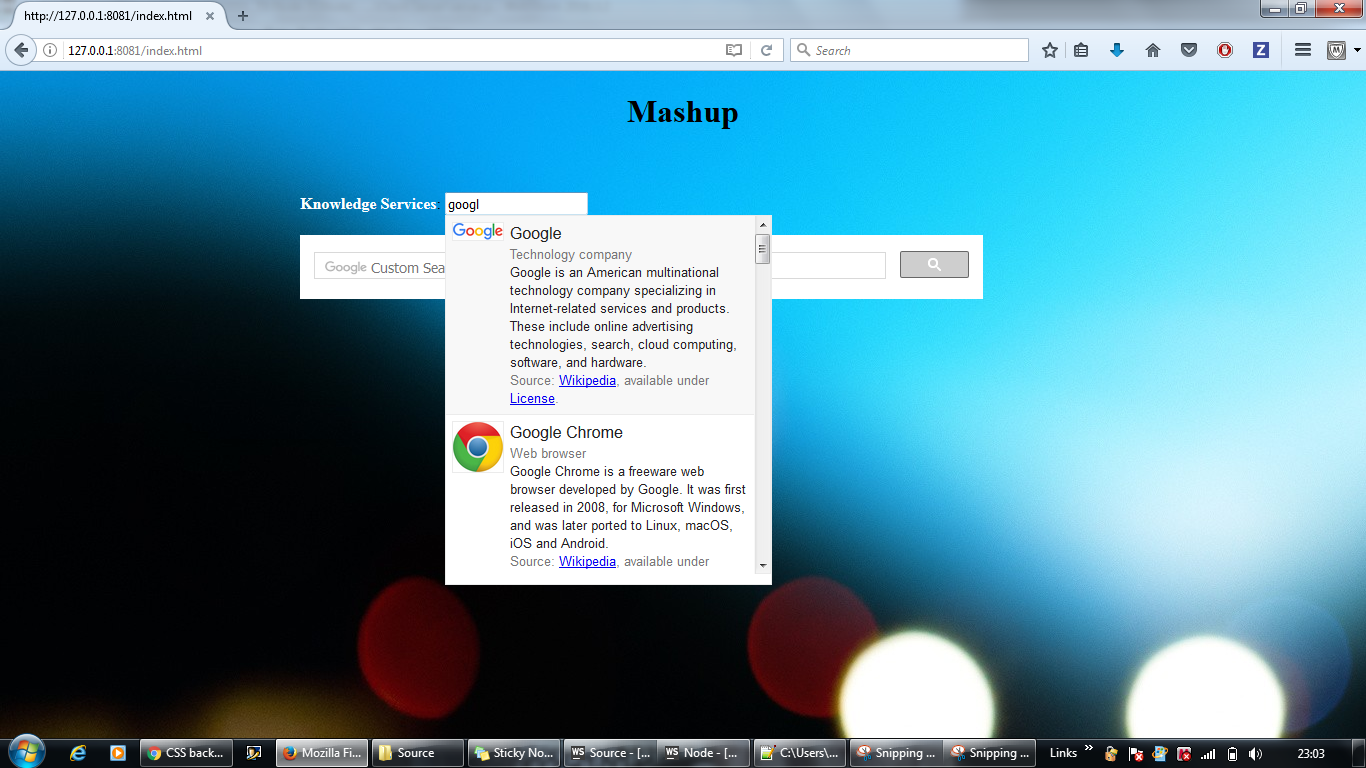 http://127.0.0.1:8081/index.html
127.0.0.1:8081/index.html
Search
Z
M
Mashup
Knowledge Services: googl
Google Custom Sea
Google
Google
Technology company
Google is an American multinational
technology company specializing in
Internet-related services and products.
These include online advertising
technologies, search, cloud computing,
software, and hardware.
Source: Wikipedia, available under
License.
Google Chrome
Web browser
Google Chrome is a freeware web
browser developed by Google. It was first
released in 2008, for Microsoft Windows,
and was later ported to Linux, macOS,
iOS and Android.
Source: Wikipedia, available under
CSS back... Mozilla Fi... Source Sticky No... WS Source - [... WS Node - [... C:\Users\... Snipping ... Snipping ... Links » 23:03